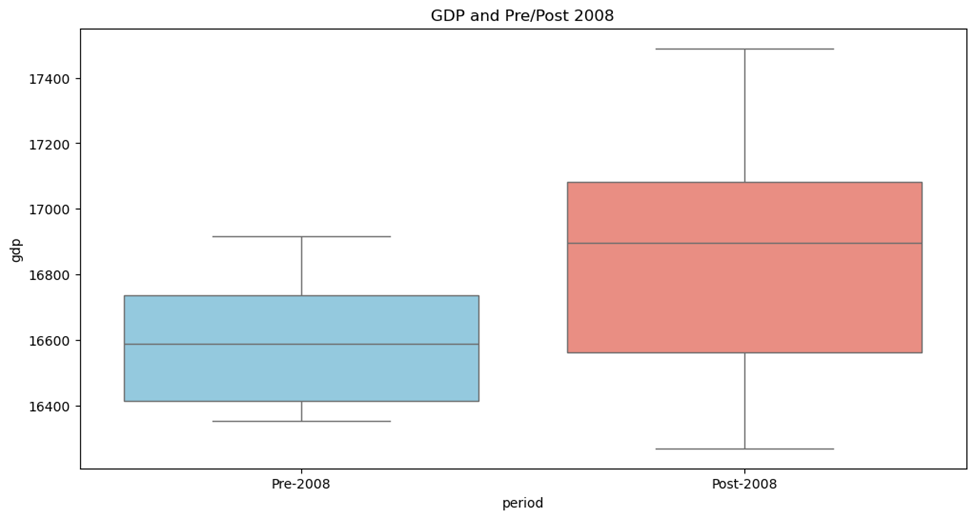 GDP and Pre/Post 2008
17400
17200
17000
16800
16600
16400
gdp
Pre-2008
Post-2008
period